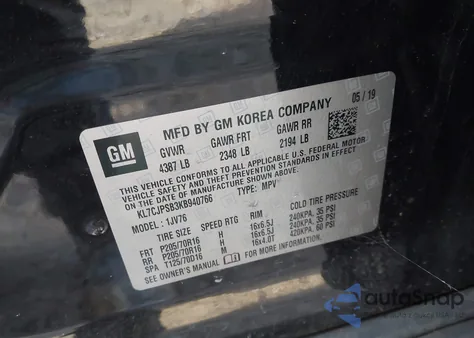 05 / 19
MFD BY GM KOREA COMPANY
GM
GVWR GAWR FRT GAWR RR
4387 LB 2348 LB 2194 LB
THIS VEHICLE CONFORMS TO ALL APPLICABLE U.S. FEDERAL MOTOR
VEHICLE SAFETY, BUMPER, AND THEFT PREVENTION STANDARDS IN
EFFECT ON THE DATE OF MANUFACTURE SHOWN ABOVE.
KL7CJPSB3KB940766 TYPE: MPV
MODEL: 1JV76
TIRE SIZE SPEED RTG RIM COLD TIRE PRESSURE
FRT P205/70R16 H 16x6.5J 240KPA, 35 PSI
RR P205/70R16 H 16x6.5J 240KPA, 35 PSI
SPA T125/70D16 M 16x4.0T 420KPA, 60 PSI
SEE OWNER'S MANUAL FOR MORE INFORMATION
autoSnap